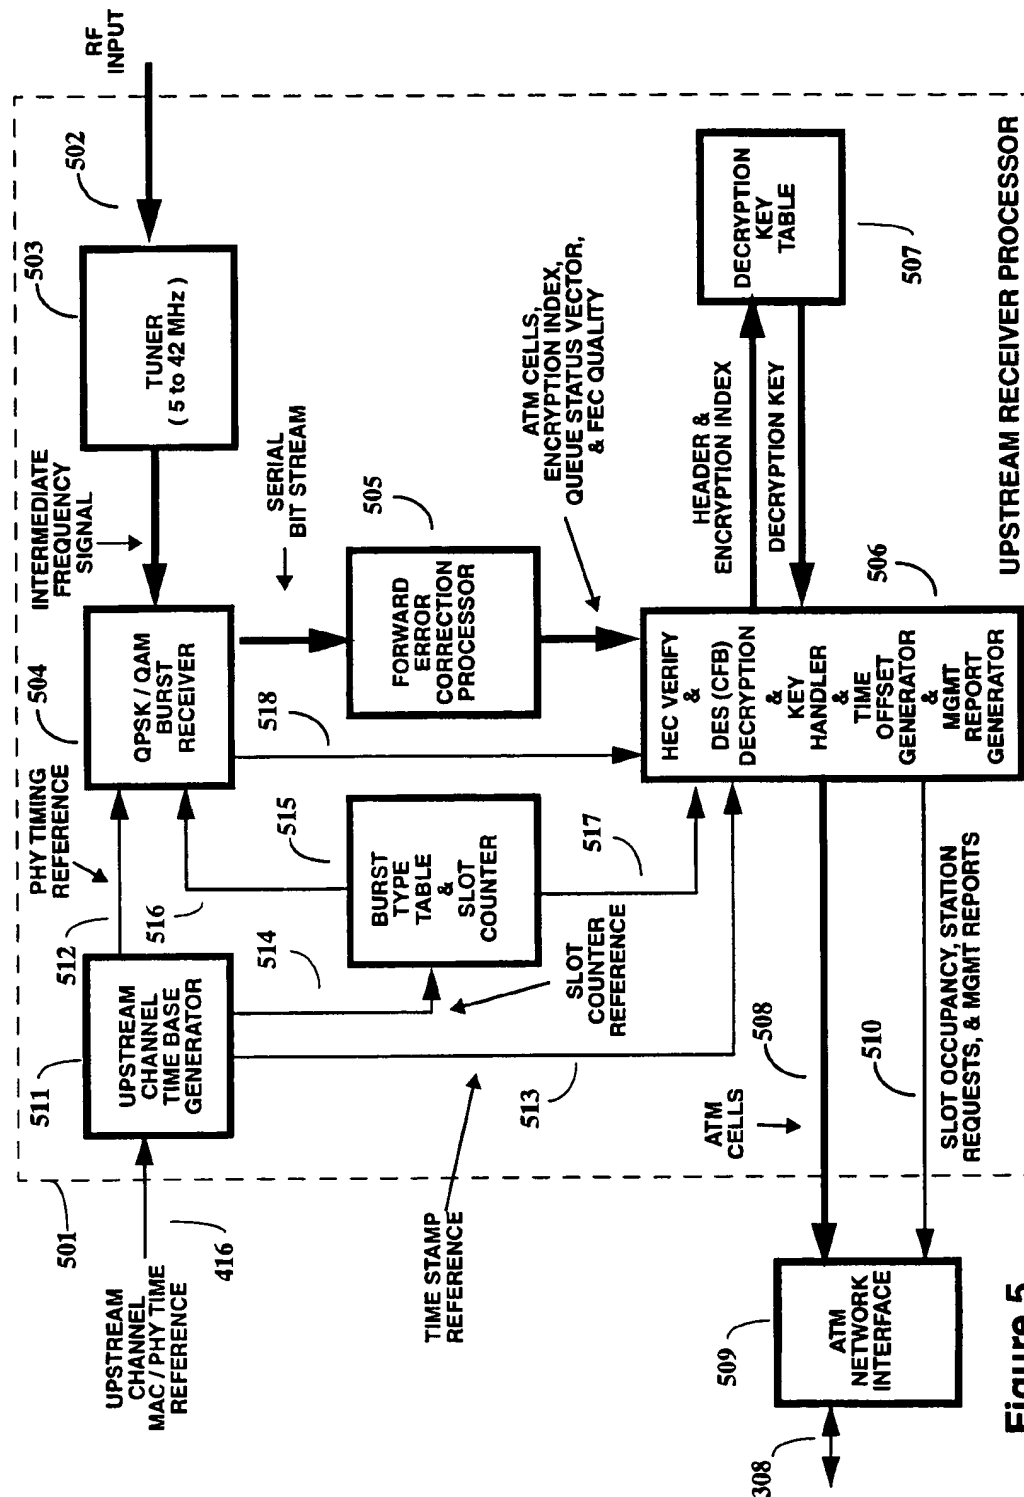 UPSTREAM
CHANNEL
MAC / PHY TIME
REFERENCE
416
501
511
UPSTREAM
CHANNEL
TIME BASE
GENERATOR
512
PHY TIMING
REFERENCE
516
504
QPSK / QAM
BURST
RECEIVER
INTERMEDIATE
FREQUENCY
SIGNAL
503
TUNER
( 5 to 42 MHz )
502
RF
INPUT
514
513
TIME STAMP
REFERENCE
SLOT
COUNTER
REFERENCE
515
BURST
TYPE
TABLE
&
SLOT
COUNTER
517
518
SERIAL
BIT STREAM
505
FORWARD
ERROR
CORRECTION
PROCESSOR
ATM CELLS,
ENCRYPTION INDEX,
QUEUE STATUS VECTOR,
& FEC QUALITY
HEC VERIFY
&
DES (CFB)
DECRYPTION
&
KEY
HANDLER
&
TIME
OFFSET
GENERATOR
&
MGMT
REPORT
GENERATOR
506
HEADER &
ENCRYPTION INDEX
DECRYPTION KEY
DECRYPTION
KEY
TABLE
507
ATM
CELLS
508
510
SLOT OCCUPANCY, STATION
REQUESTS, & MGMT REPORTS
509
ATM
NETWORK
INTERFACE
308
UPSTREAM RECEIVER PROCESSOR
Figure 5